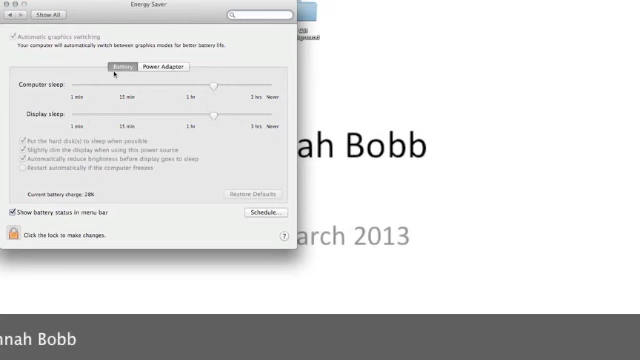 Energy Saver
Show All
Automatic graphics switching
Your computer will automatically switch between graphics modes for better battery life.
Battery
Power Adapter
Computer sleep:
1 min
15 min
1 hr
3 hrs
Never
Display sleep:
1 min
15 min
1 hr
3 hrs
Never
Put the hard disk(s) to sleep when possible
Slightly dim the display when using this power source
Automatically reduce brightness before display goes to sleep
Restart automatically if the computer freezes
Current battery charge: 28%
Restore Defaults
Show battery status in menu bar
Schedule...
Click the lock to make changes.
?
ah Bobb
arch 2013
nnah Bobb